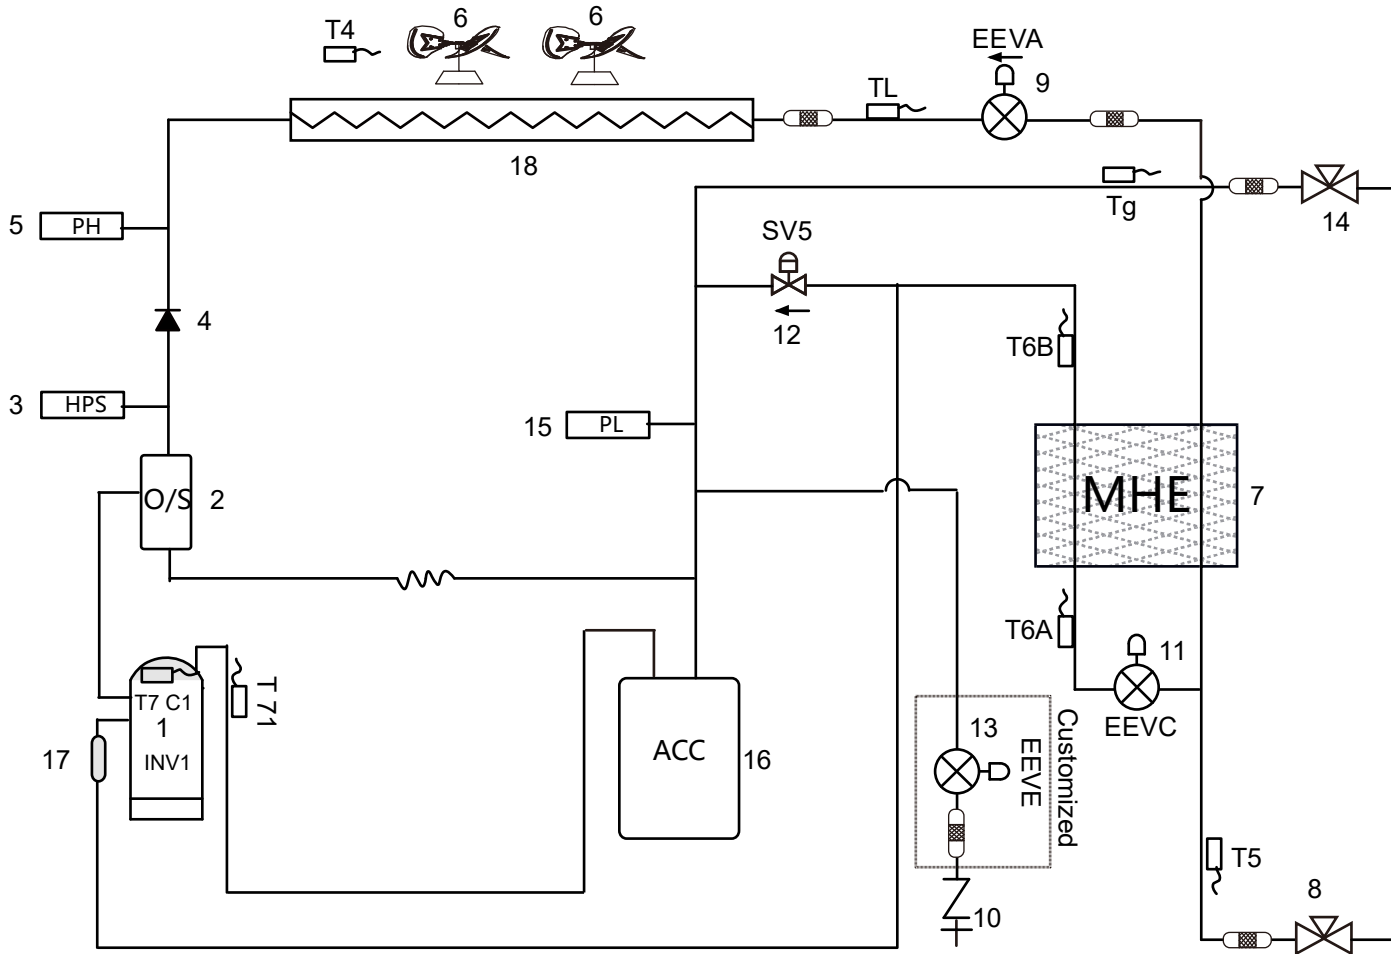 T4
6
6
EEVA
9
TL
18
Tg
14
5
PH
SV5
12
4
T6B
3
HPS
15
PL
O/S
2
MHE
7
T6A
11
EEVC
T7 C1
1
INV1
T 71
17
ACC
16
13
EEVE
Customized
10
T5
8